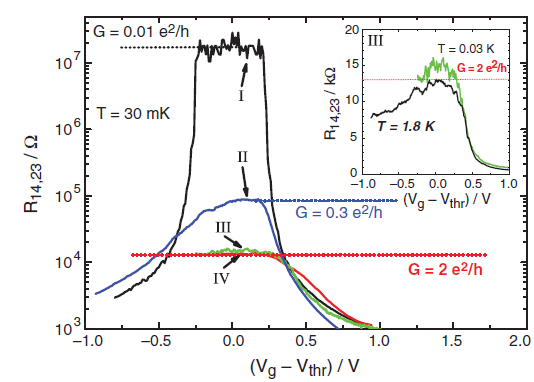 G = 0.01 e²/h
T = 30 mK
I
II
G = 0.3 e²/h
III
IV
G = 2 e²/h
R14,23 / Ω
10⁷
10⁶
10⁵
10⁴
10³
−1.0 −0.5 0.0 0.5 1.0 1.5 2.0
(Vg – Vthr) / V
III
T = 0.03 K
G = 2 e²/h
T = 1.8 K
R14,23 / kΩ
20
15
10
5
0
−1.0 −0.5 0.0 0.5 1.0
(Vg – Vthr) / V